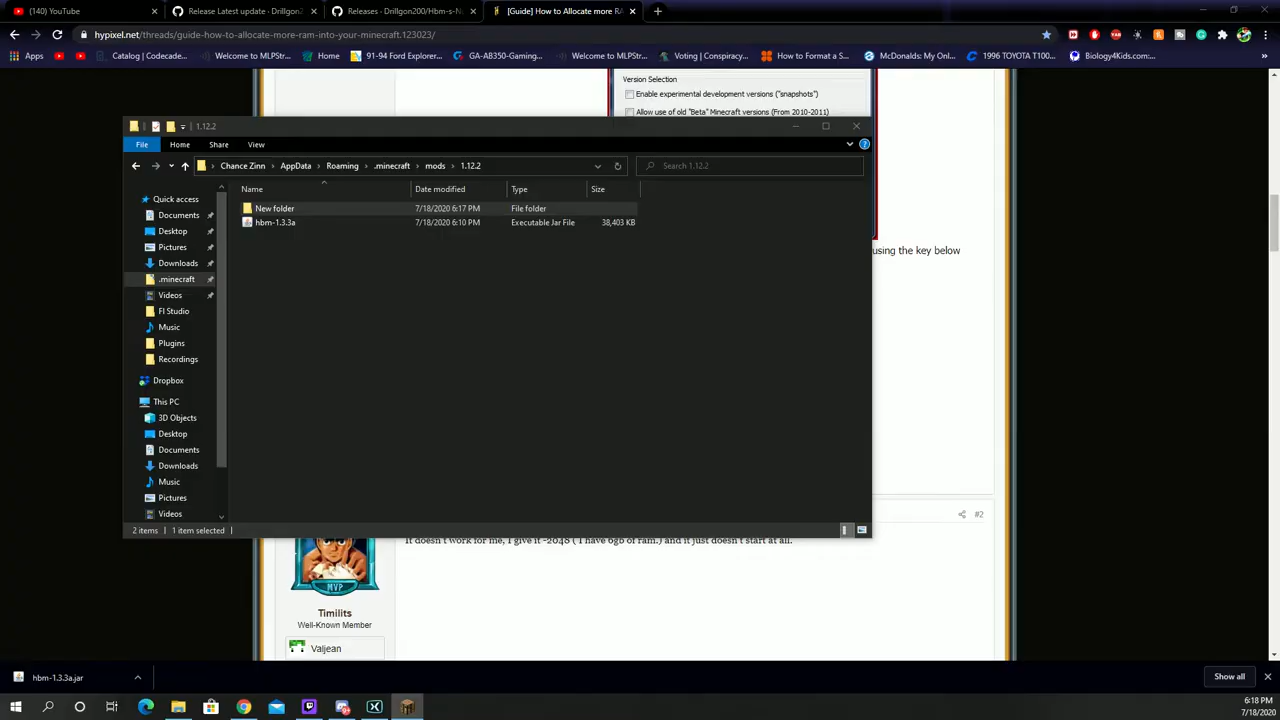 (140) YouTube
Release Latest update · Drillgon2
Releases · Drillgon200/Hbm-s-N
[Guide] How to Allocate more RA
hypixel.net/threads/guide-how-to-allocate-more-ram-into-your-minecraft.123023/
Apps
Catalog | Codecade...
Welcome to MLPStr...
Home
91-94 Ford Explorer...
GA-AB350-Gaming...
Welcome to MLPStr...
Voting | Conspiracy...
How to Format a S...
McDonalds: My Onl...
1996 TOYOTA T100...
Biology4Kids.com:...
Version Selection
Enable experimental development versions ("snapshots")
Allow use of old "Beta" Minecraft versions (From 2010-2011)
1.12.2
File Home Share View
Chance Zinn > AppData > Roaming > .minecraft > mods > 1.12.2
Search 1.12.2
Name Date modified Type Size
New folder 7/18/2020 6:17 PM File folder
hbm-1.3.3a 7/18/2020 6:10 PM Executable Jar File 38,403 KB
Quick access
Documents
Desktop
Pictures
Downloads
.minecraft
Videos
Fl Studio
Music
Plugins
Recordings
Dropbox
This PC
3D Objects
Desktop
Documents
Downloads
Music
Pictures
Videos
2 items 1 item selected
using the key below
#2
It doesn't work for me, I give it -2048 ( I have 6gb of ram.) and it just doesn't start at all.
MVP
Timilits
Well-Known Member
Valjean
hbm-1.3.3a.jar
Show all
6:18 PM
7/18/2020